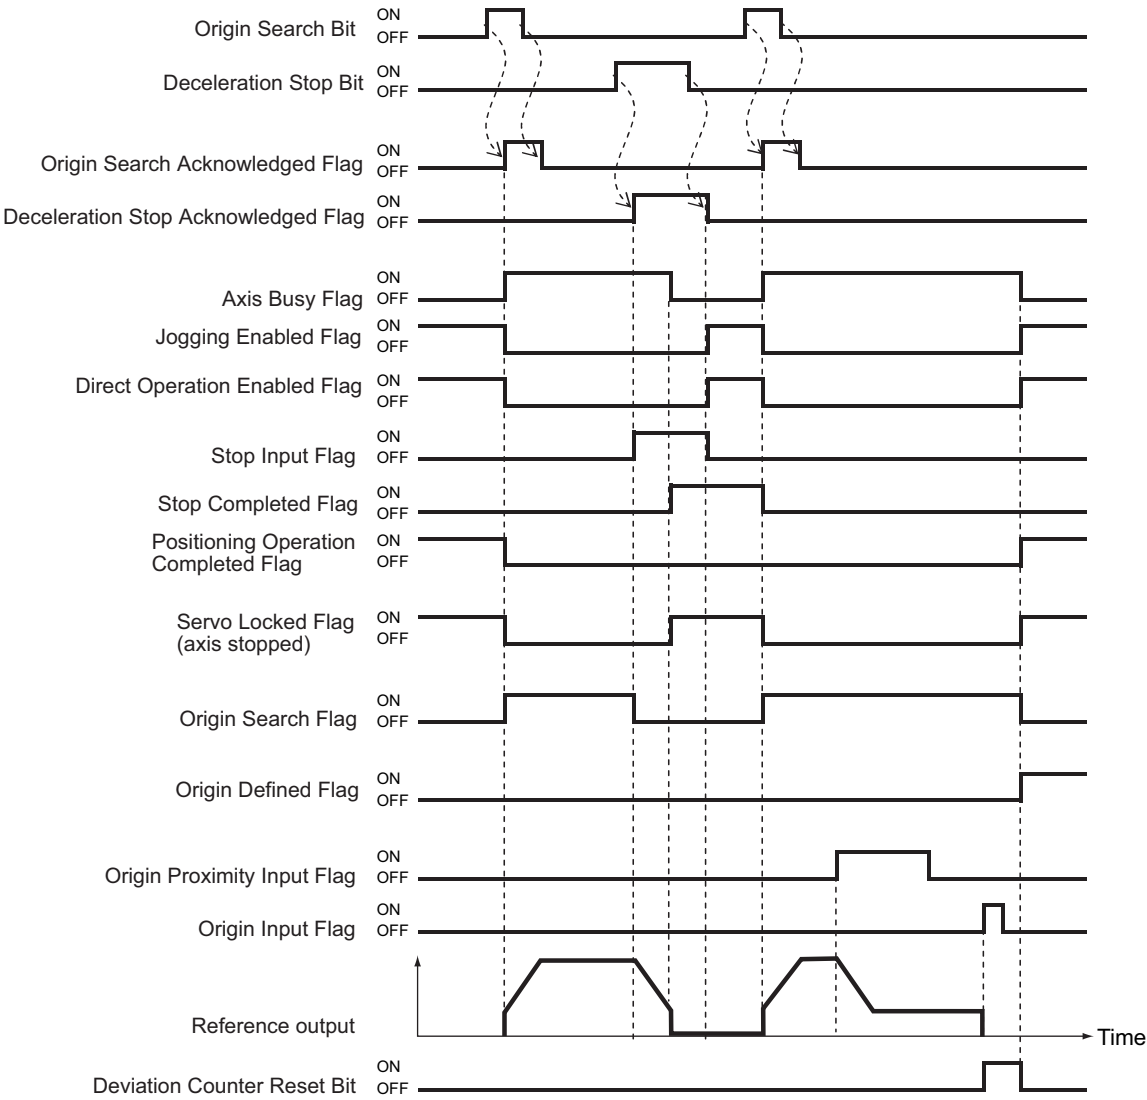 Origin Search Bit ON
OFF
Deceleration Stop Bit ON
OFF
Origin Search Acknowledged Flag ON
OFF
Deceleration Stop Acknowledged Flag ON
OFF
Axis Busy Flag ON
OFF
Jogging Enabled Flag ON
OFF
Direct Operation Enabled Flag ON
OFF
Stop Input Flag ON
OFF
Stop Completed Flag ON
OFF
Positioning Operation ON
Completed Flag OFF
Servo Locked Flag ON
(axis stopped) OFF
Origin Search Flag ON
OFF
Origin Defined Flag ON
OFF
Origin Proximity Input Flag ON
OFF
Origin Input Flag ON
OFF
Reference output
Time
Deviation Counter Reset Bit ON
OFF